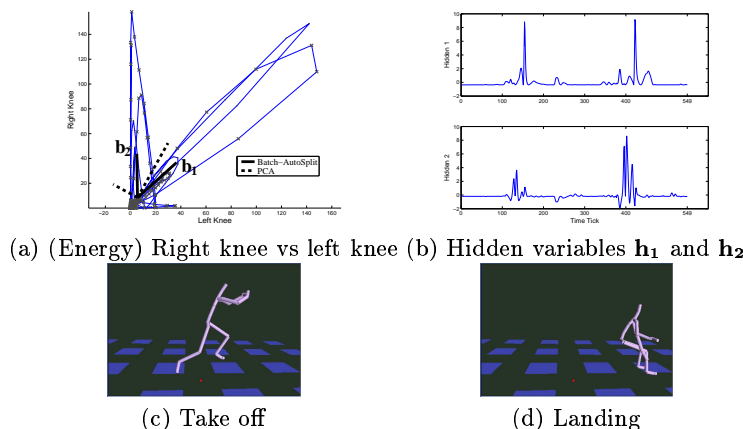 140
120
100
80
60
40
20
Right Knee
b₂
b₁
Batch−AutoSplit
PCA
−20 0 20 40 60 80 100 120 140 160
Left Knee
10
8
6
4
2
0
−2
Hidden 1
0 100 200 300 400 549
10
8
6
4
2
0
−2
Hidden 2
0 100 200 300 400 549
Time Tick
(a) (Energy) Right knee vs left knee
(b) Hidden variables h₁ and h₂
(c) Take off
(d) Landing